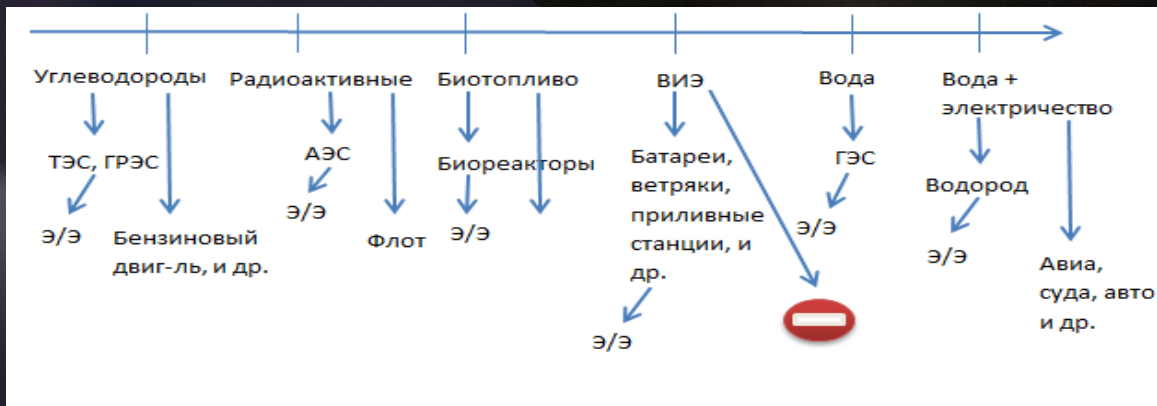 Углеводороды
ТЭС, ГРЭС
Э/Э
Бензиновый
двиг-ль, и др.
Радиоактивные
АЭС
Э/Э
Флот
Биотопливо
Биореакторы
Э/Э
ВИЭ
Батареи,
ветряки,
приливные
станции, и
др.
Э/Э
Вода
ГЭС
Э/Э
Вода +
электричество
Водород
Э/Э
Авиа,
суда, авто
и др.